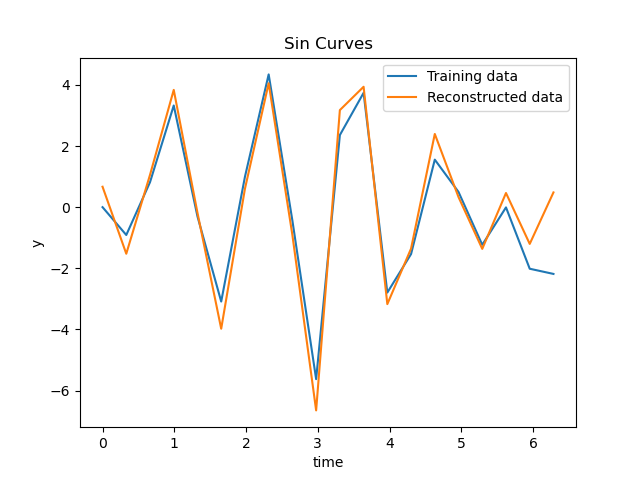 Sin Curves
Training data
Reconstructed data
4
2
0
−2
−4
−6
y
0 1 2 3 4 5 6
time